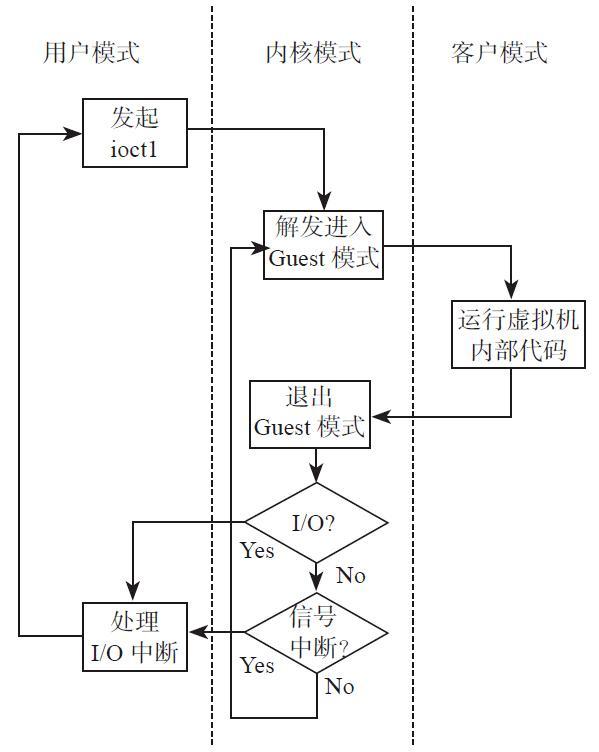 用户模式
内核模式
客户模式
发起
ioct1
解发进入
Guest 模式
运行虚拟机
内部代码
退出
Guest 模式
I/O?
Yes
No
处理
I/O 中断
信号
中断?
Yes
No